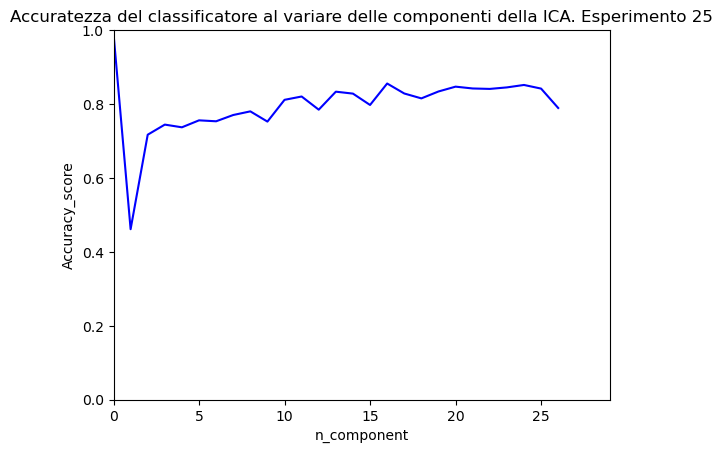 Accuratezza del classificatore al variare delle componenti della ICA. Esperimento 25
1.0
0.8
0.6
0.4
0.2
0.0
Accuracy_score
0 5 10 15 20 25
n_component